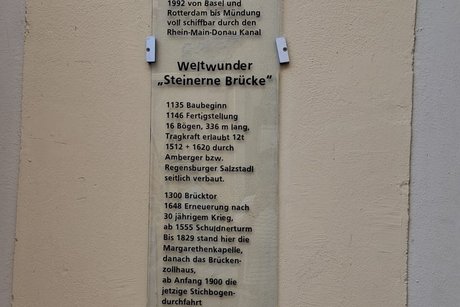 1992 von Basel und
Rotterdam bis Mündung
voll schiffbar durch den
Rhein-Main-Donau Kanal
Weltwunder
„Steinerne Brücke“
1135 Baubeginn
1146 Fertigstellung
16 Bögen, 336 m lang,
Tragkraft erlaubt 12t
1512 + 1620 durch
Amberger bzw.
Regensburger Salzstadl
seitlich verbaut.
1300 Brücktor
1648 Erneuerung nach
30 jährigem Krieg,
ab 1555 Schuldnerturm
Bis 1829 stand hier die
Margarethenkapelle,
danach das Brücken-
zollhaus,
ab Anfang 1900 die
jetzige Stichbogen-
durchfahrt